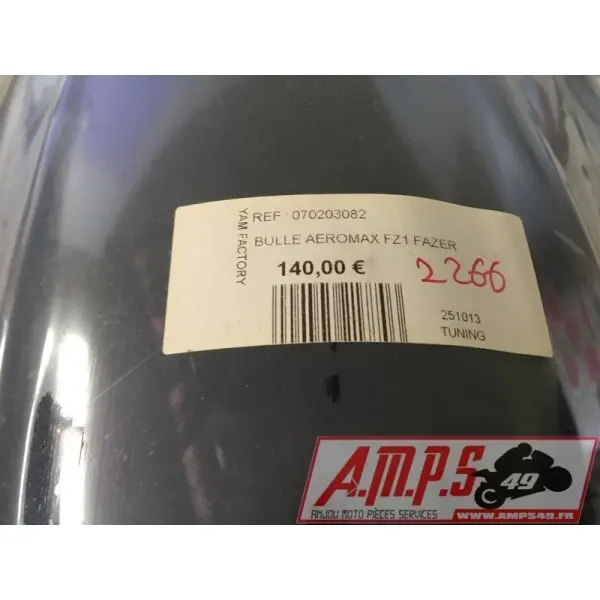 YAM FACTORY
REF : 070203082
BULLE AEROMAX FZ1 FAZER
140,00 €
2266
251013
TUNING
A.M.P.S 49
ANJOU MOTO PIÈCES SERVICES
WWW.AMPS49.FR